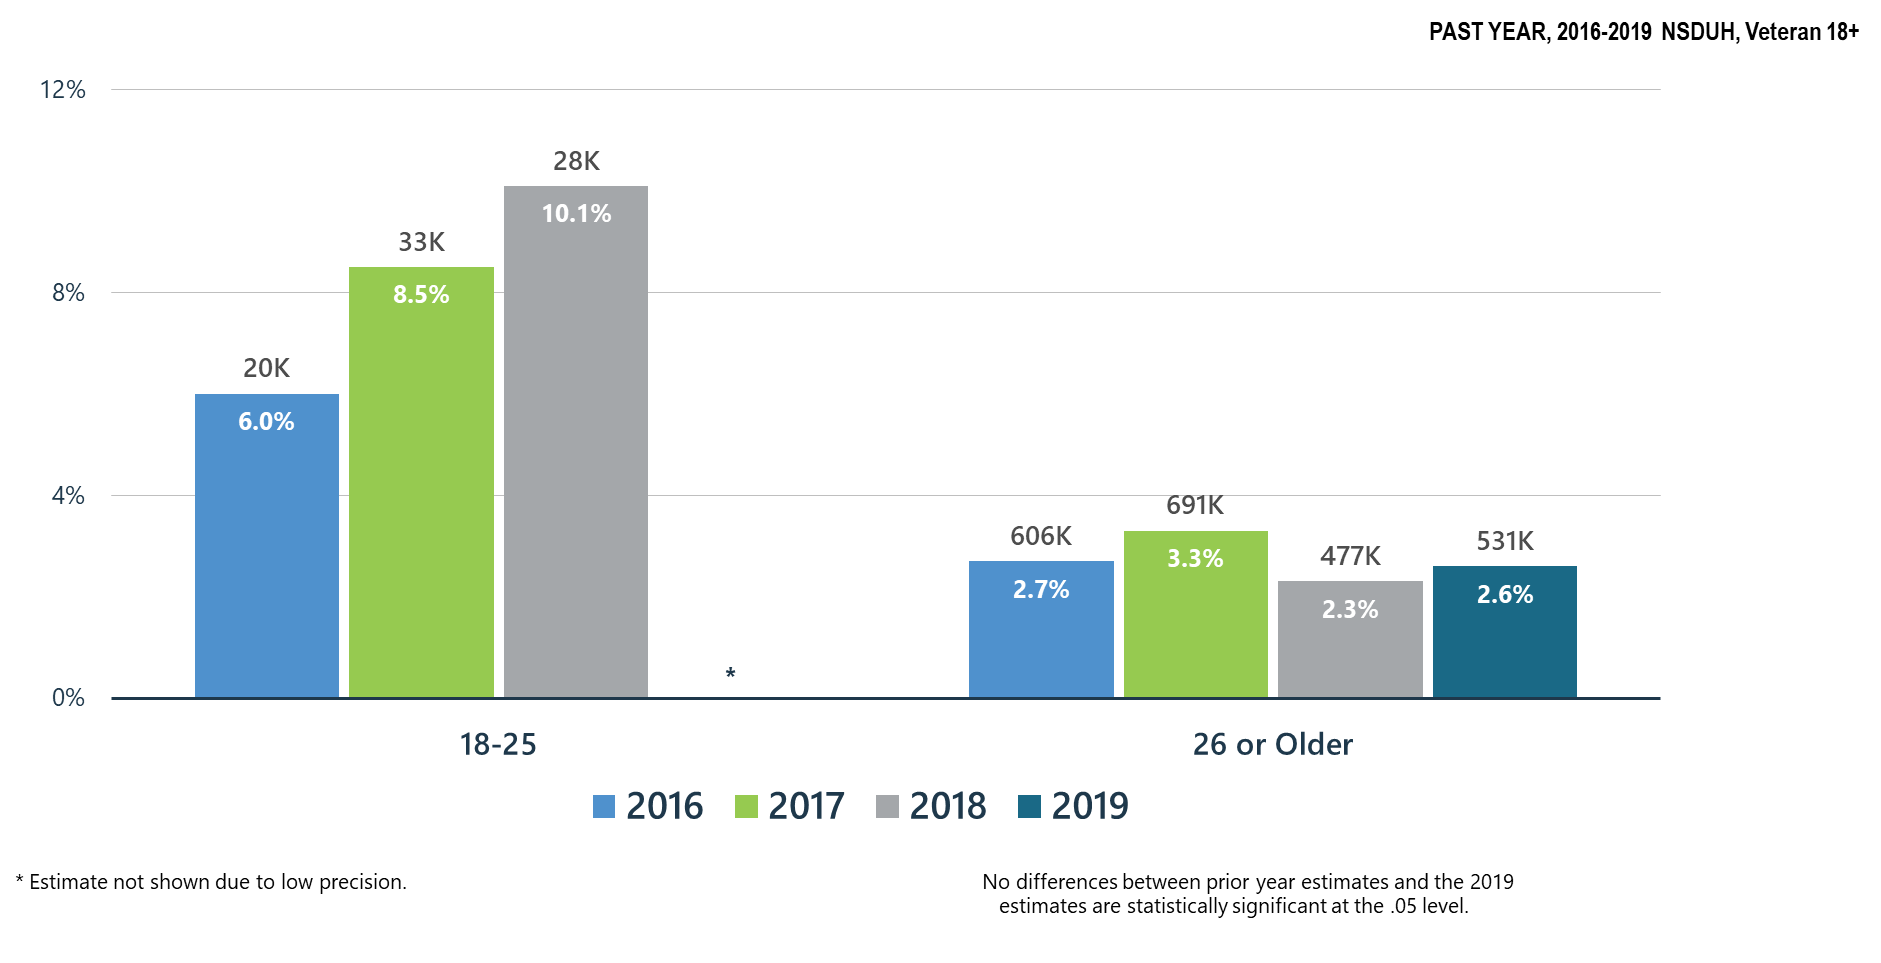 PAST YEAR, 2016-2019 NSDUH, Veteran 18+
12%
8%
4%
0%
20K
6.0%
33K
8.5%
28K
10.1%
*
606K
2.7%
691K
3.3%
477K
2.3%
531K
2.6%
18-25
26 or Older
2016 2017 2018 2019
* Estimate not shown due to low precision.
No differences between prior year estimates and the 2019
estimates are statistically significant at the .05 level.